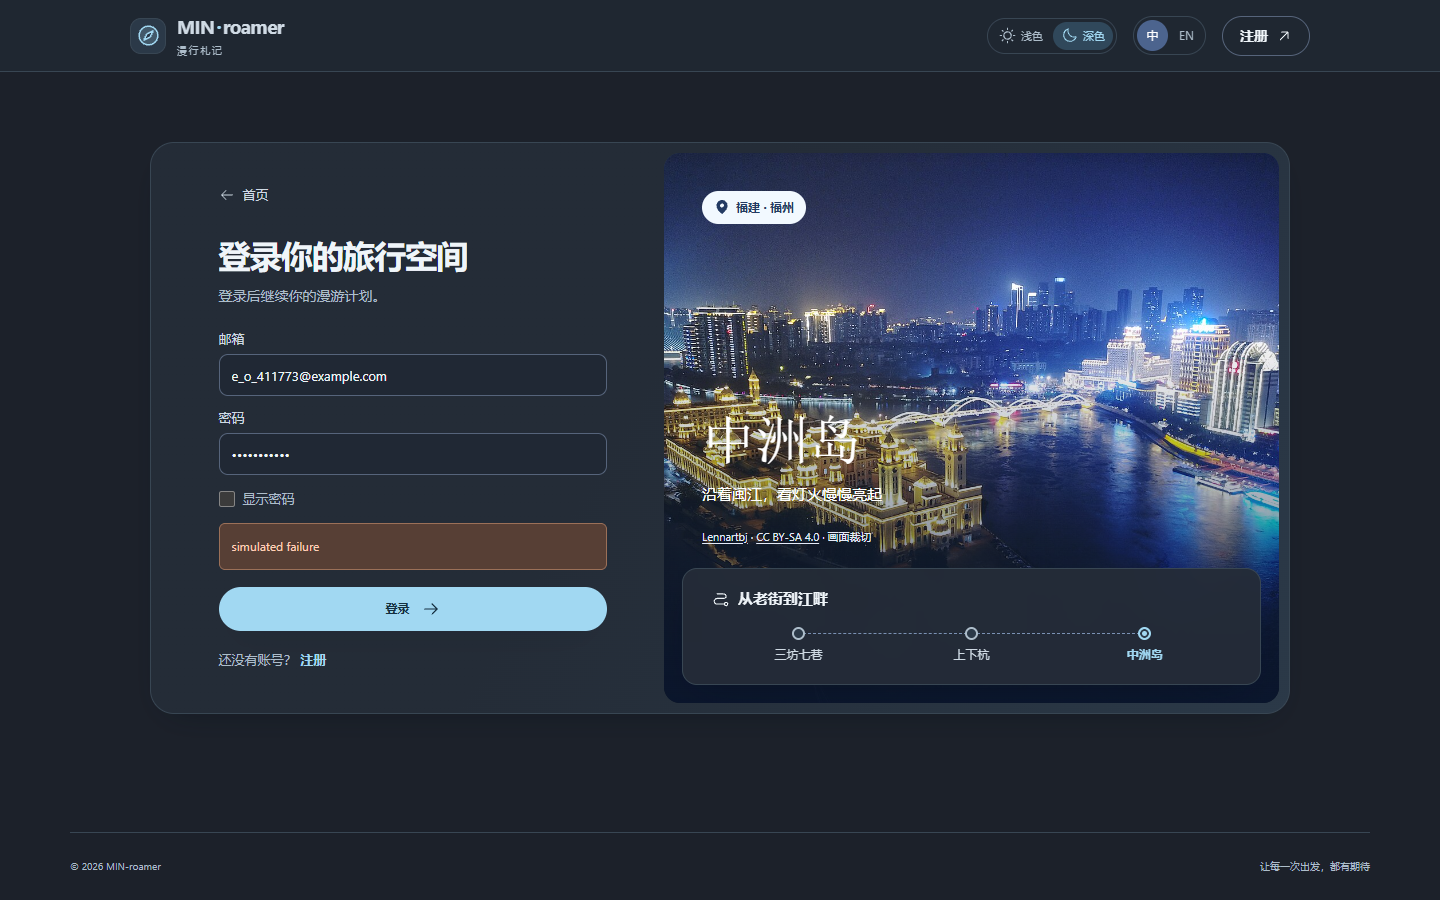 MIN·roamer
漫行札记
浅色
深色
中
EN
注册
首页
登录你的旅行空间
登录后继续你的漫游计划。
邮箱
e_o_411773@example.com
密码
•••••••••••
显示密码
simulated failure
登录
还没有账号? 注册
福建 · 福州
中洲岛
沿着闽江，看灯火慢慢亮起
Lennartbj · CC BY-SA 4.0 · 画面裁切
从老街到江畔
三坊七巷
上下杭
中洲岛
© 2026 MIN-roamer
让每一次出发，都有期待